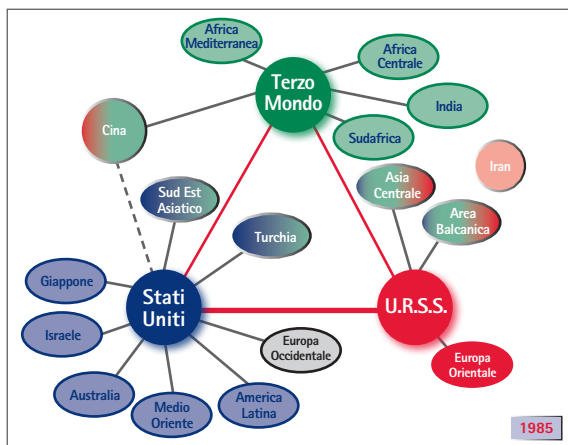 Africa
Mediterranea
Africa
Centrale
Terzo
Mondo
India
Cina
Sudafrica
Iran
Asia
Centrale
Sud Est
Asiatico
Area
Balcanica
Turchia
Giappone
Stati
Uniti
U.R.S.S.
Israele
Europa
Occidentale
Europa
Orientale
Australia
Medio
Oriente
America
Latina
1985